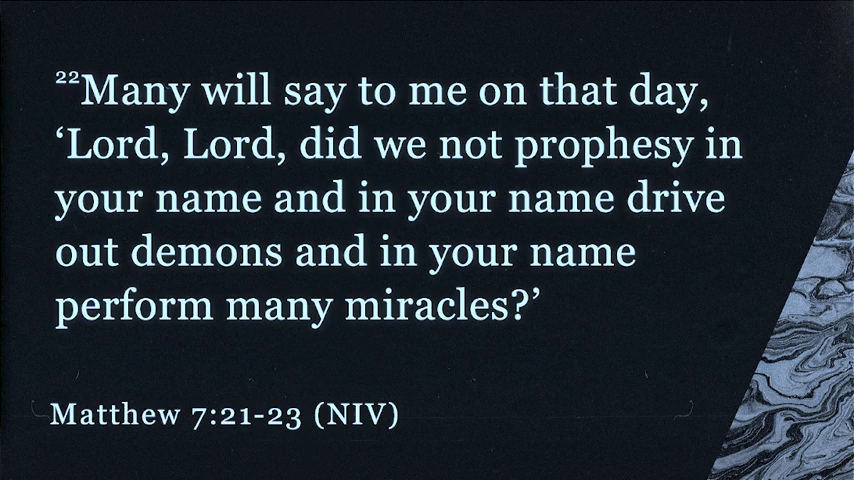 ²²Many will say to me on that day,
‘Lord, Lord, did we not prophesy in
your name and in your name drive
out demons and in your name
perform many miracles?’
Matthew 7:21-23 (NIV)